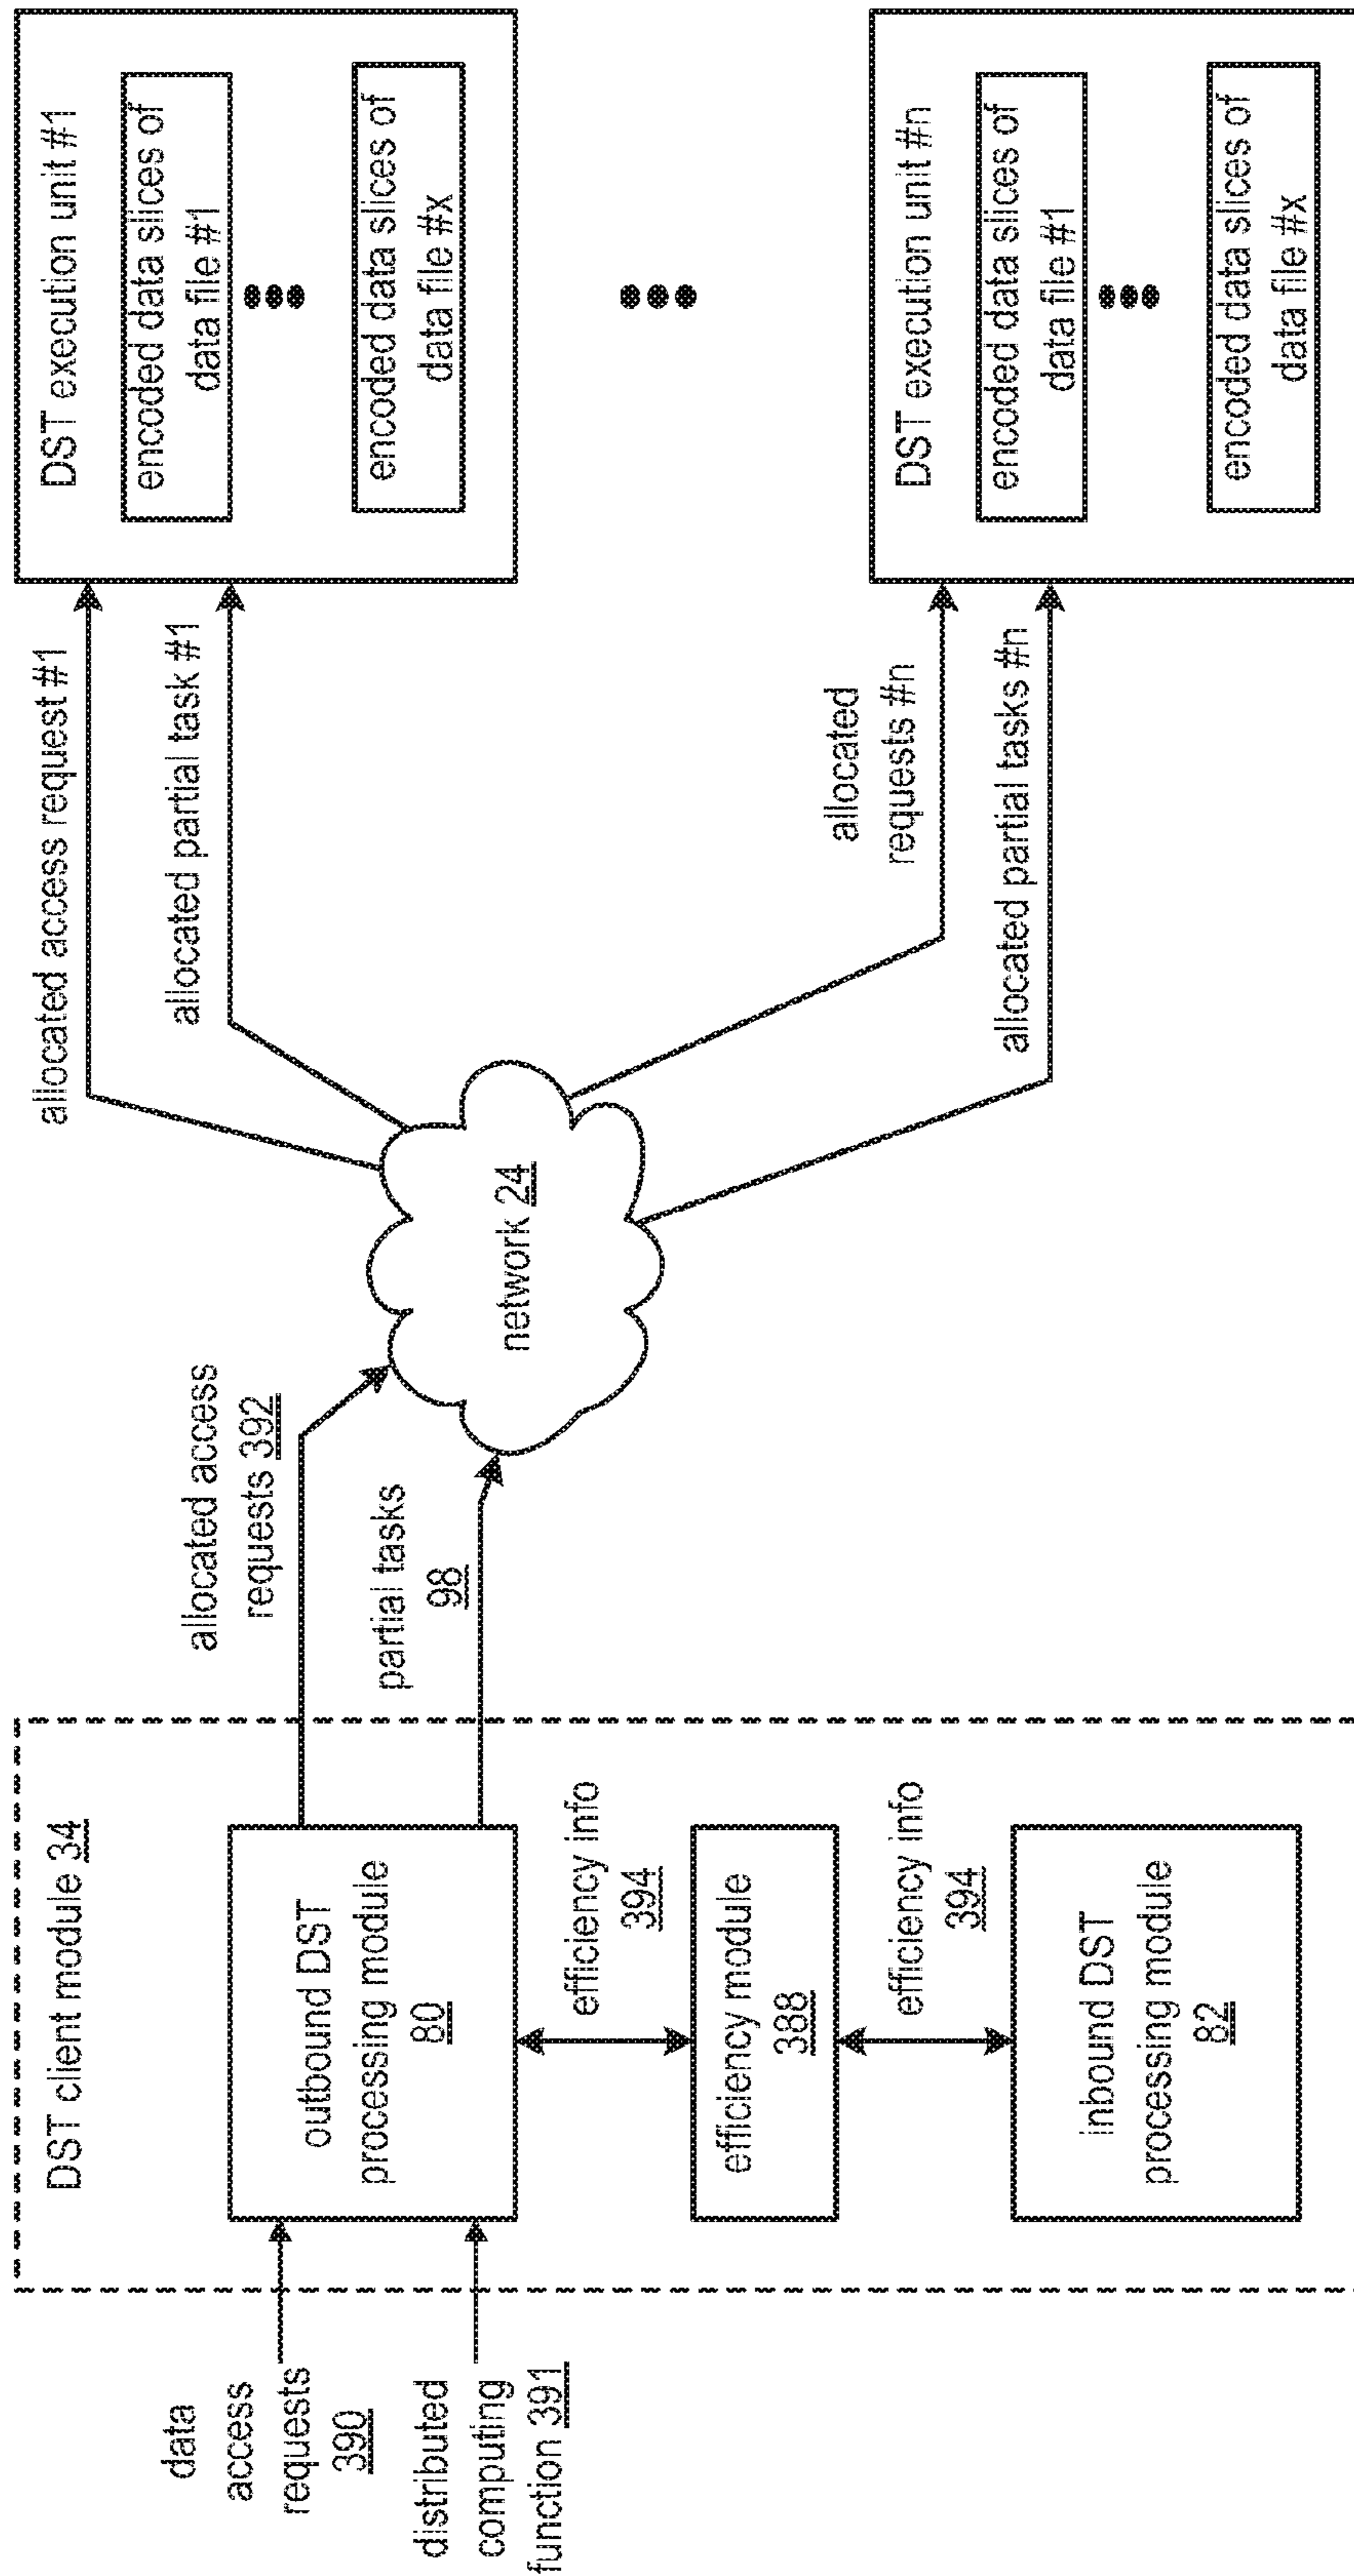 data
access
requests
390
distributed
computing
function 391
DST client module 34
outbound DST
processing module
80
efficiency info
394
efficiency module
388
efficiency info
394
inbound DST
processing module
82
allocated access
requests 392
partial tasks
98
network 24
allocated access request #1
allocated partial task #1
allocated
requests #n
allocated partial tasks #n
DST execution unit #1
encoded data slices of
data file #1
encoded data slices of
data file #x
DST execution unit #n
encoded data slices of
data file #1
encoded data slices of
data file #x